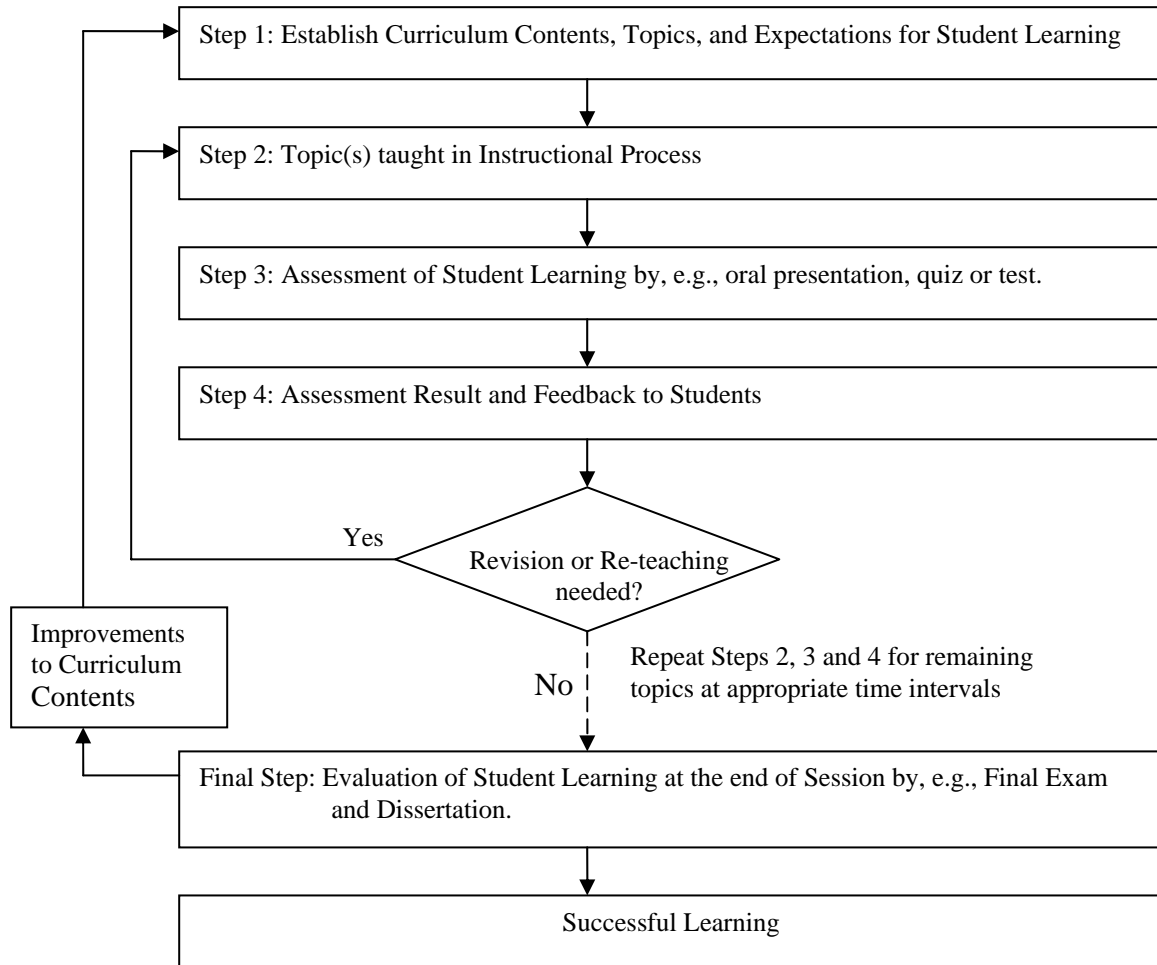 Step 1: Establish Curriculum Contents, Topics, and Expectations for Student Learning
Step 2: Topic(s) taught in Instructional Process
Step 3: Assessment of Student Learning by, e.g., oral presentation, quiz or test.
Step 4: Assessment Result and Feedback to Students
Yes
Revision or Re-teaching
needed?
Improvements
to Curriculum
Contents
No
Repeat Steps 2, 3 and 4 for remaining
topics at appropriate time intervals
Final Step: Evaluation of Student Learning at the end of Session by, e.g., Final Exam
and Dissertation.
Successful Learning